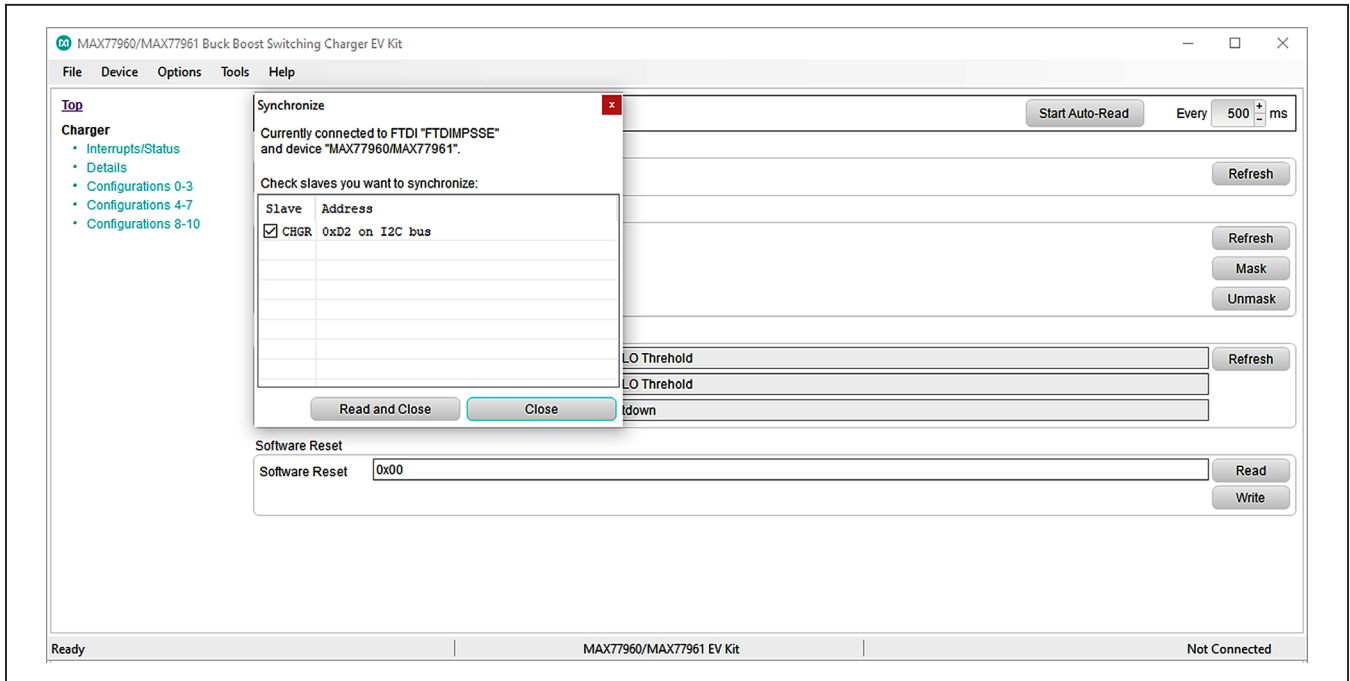 MAX77960/MAX77961 Buck Boost Switching Charger EV Kit
File Device Options Tools Help
Top
Charger
• Interrupts/Status
• Details
• Configurations 0-3
• Configurations 4-7
• Configurations 8-10
Synchronize
x
Currently connected to FTDI "FTDIMPSSE"
and device "MAX77960/MAX77961".
Check slaves you want to synchronize:
Slave Address
CHGR 0xD2 on I2C bus
Read and Close Close
Start Auto-Read Every 500 + - ms
Refresh
Refresh
Mask
Unmask
LO Threhold Refresh
LO Threhold
tdown
Software Reset
Software Reset 0x00 Read
Write
Ready MAX77960/MAX77961 EV Kit Not Connected